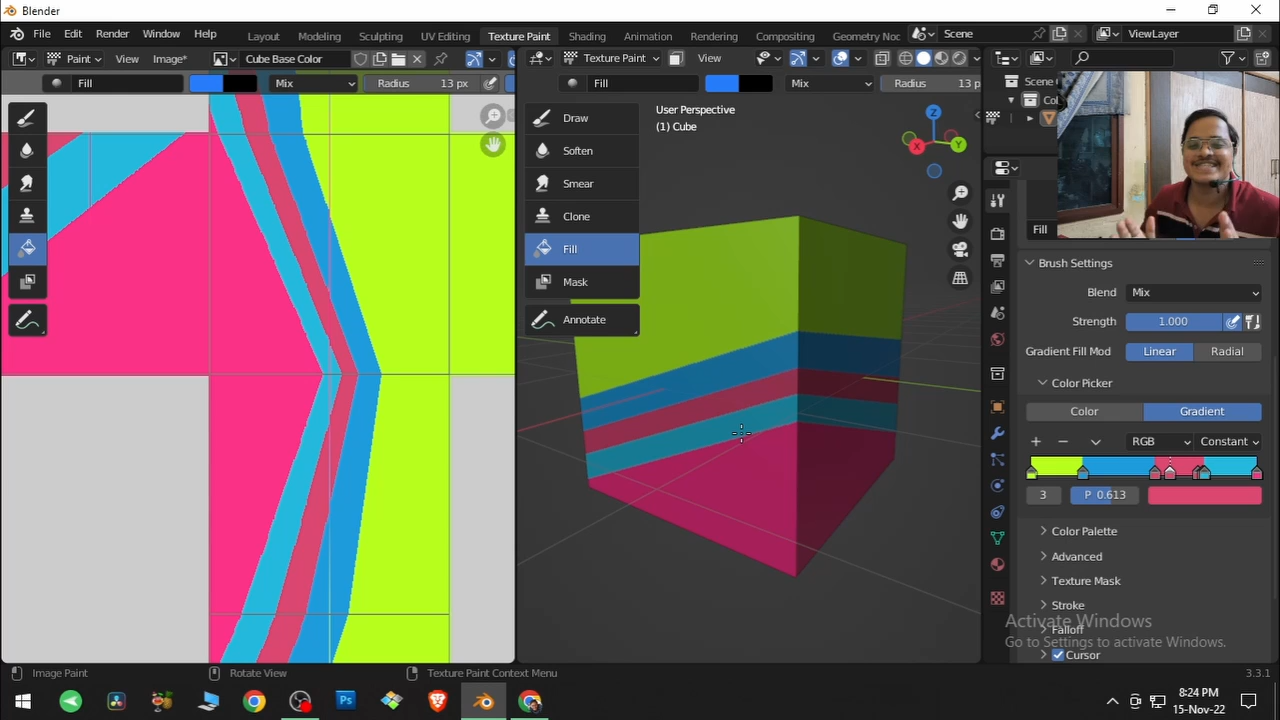 Blender
File Edit Render Window Help Layout Modeling Sculpting UV Editing Texture Paint Shading Animation Rendering Compositing Geometry Noc Scene ViewLayer
Paint View Image* Cube Base Color Texture Paint View
Fill Mix Radius 13 px Fill Mix Radius 13 p
Scene
Col
User Perspective
(1) Cube
Z
X
Y
Draw
Soften
Smear
Clone
Fill
Mask
Annotate
Fill
Brush Settings
Blend Mix
Strength 1.000
Gradient Fill Mod Linear Radial
Color Picker
Color Gradient
RGB Constant
3 P 0.613
Color Palette
Advanced
Texture Mask
Stroke
Falloff
Cursor
Activate Windows
Go to Settings to activate Windows.
Image Paint Rotate View Texture Paint Context Menu 3.3.1
Ps
8:24 PM
15-Nov-22